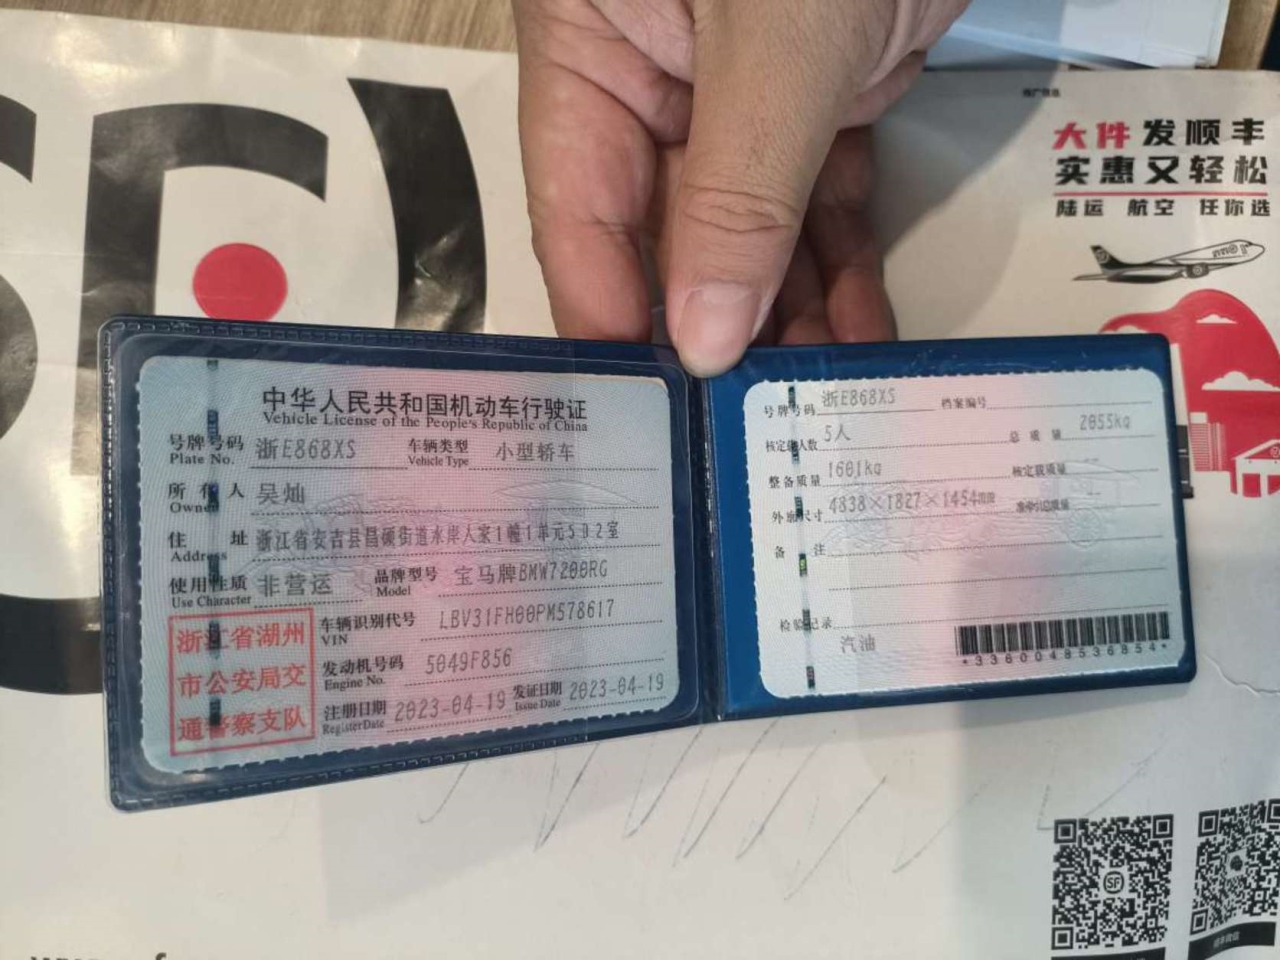 推广信息
大件发顺丰
实惠又轻松
陆运 航空 任你选
中华人民共和国机动车行驶证
Vehicle License of the People's Republic of China
号牌号码 浙E868XS 车辆类型 小型轿车
Plate No. Vehicle Type
所有人 吴灿
Owner
住址 浙江省安吉县昌硕街道水岸人家1幢1单元502室
Address
使用性质 非营运 品牌型号 宝马牌BMW7200RG
Use Character Model
浙江省湖州
市公安局交
通警察支队
车辆识别代号 LBV31FH00PM578617
VIN
发动机号码 5049F856
Engine No.
注册日期 2023-04-19 发证日期 2023-04-19
Register Date Issue Date
号牌号码 浙E868XS 档案编号
核定载人数 5人 总质量 2055kg
整备质量 1601kg 核定载质量 --
外廓尺寸 4838×1827×1454mm 准牵引总质量 --
备注
检验记录
汽油
*3360048536854*
SF